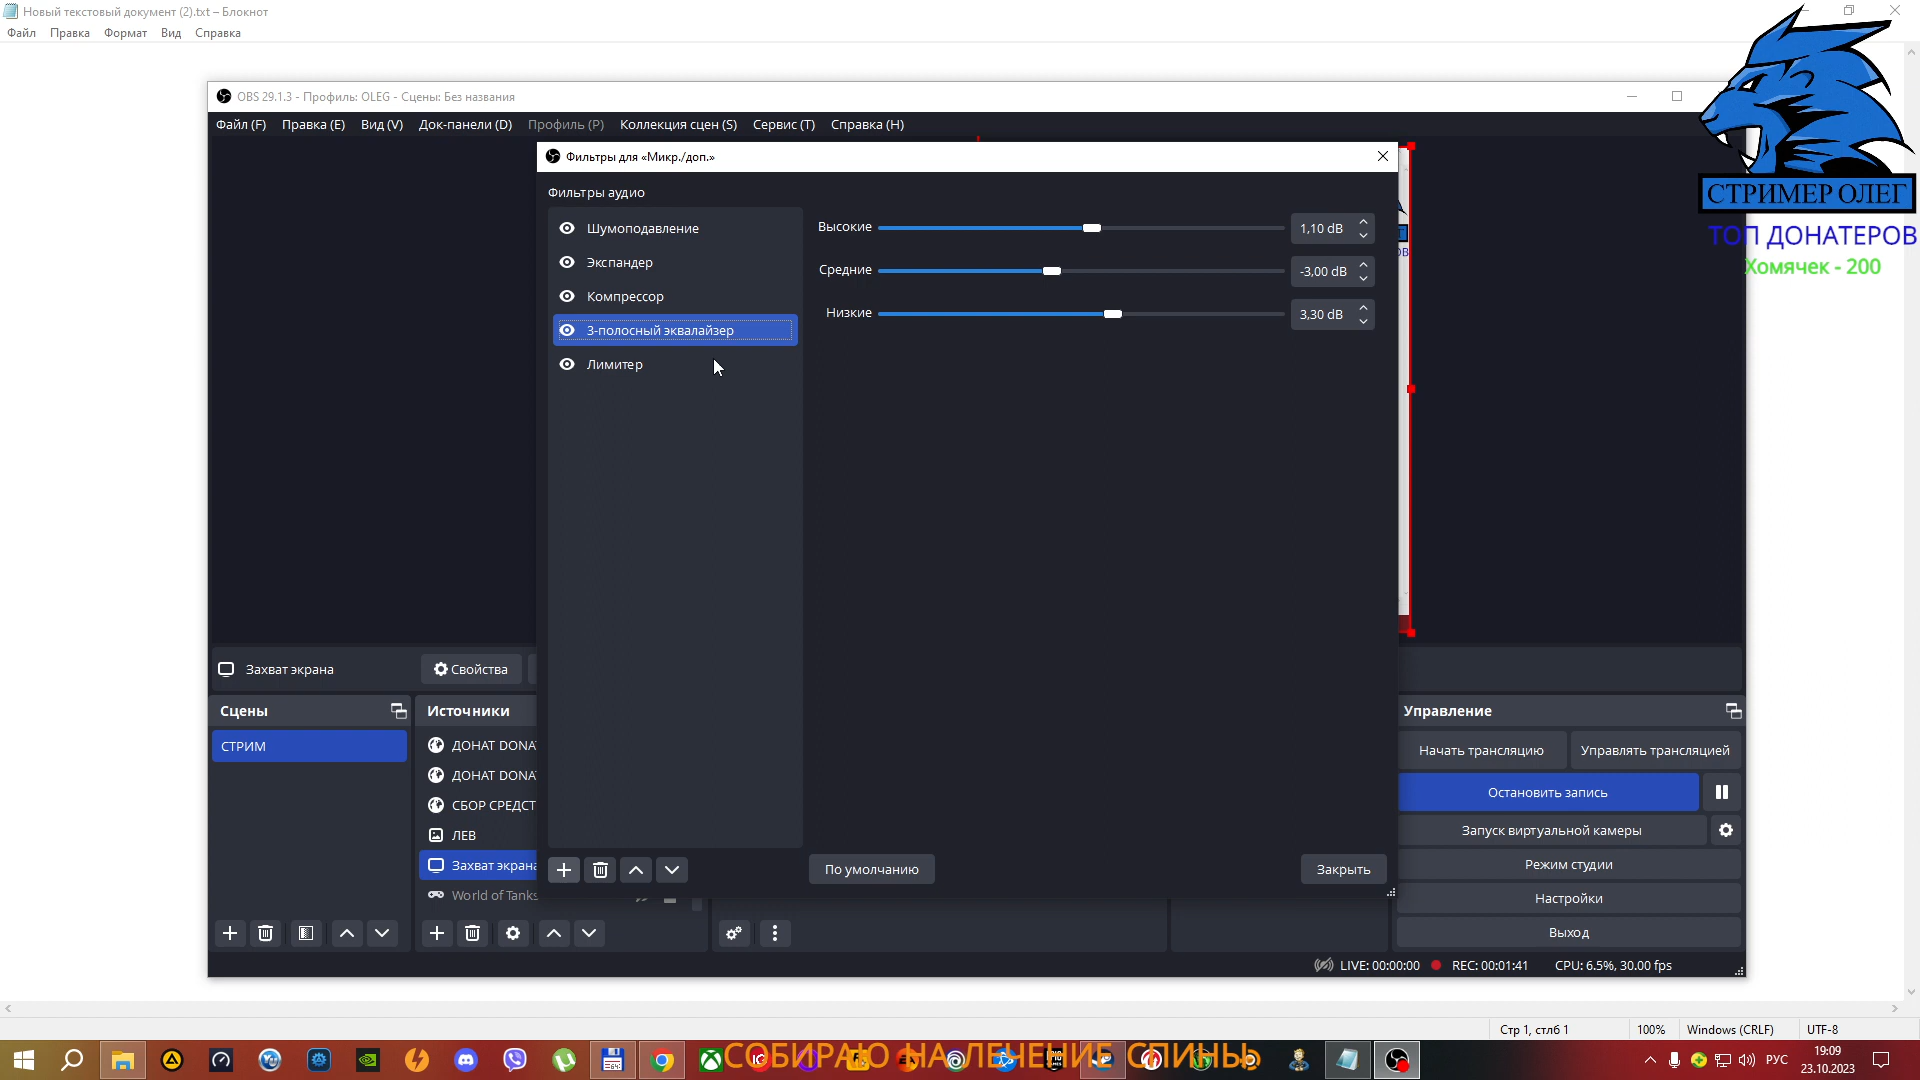 Новый текстовый документ (2).txt – Блокнот
Файл Правка Формат Вид Справка
OBS 29.1.3 - Профиль: OLEG - Сцены: Без названия
Файл (F) Правка (E) Вид (V) Док-панели (D) Профиль (P) Коллекция сцен (S) Сервис (T) Справка (H)
Фильтры для «Микр./доп.»
СТРИМЕР ОЛЕГ
ТОП ДОНАТЕРОВ
Хомячек - 200
Фильтры аудио
Шумоподавление
Экспандер
Компрессор
3-полосный эквалайзер
Лимитер
Высокие 1,10 dB
Средние -3,00 dB
Низкие 3,30 dB
По умолчанию
Закрыть
Захват экрана
Свойства
Сцены
СТРИМ
Источники
ДОНАТ DONA
ДОНАТ DONA
СБОР СРЕДСТ
ЛЕВ
Захват экрана
World of Tanks
Управление
Начать трансляцию Управлять трансляцией
Остановить запись
Запуск виртуальной камеры
Режим студии
Настройки
Выход
LIVE: 00:00:00 REC: 00:01:41 CPU: 6.5%, 30.00 fps
Стр 1, стлб 1 100% Windows (CRLF) UTF-8
СОБИРАЮ НА ЛЕЧЕНИЕ СПИНЫ
РУС
19:09
23.10.2023